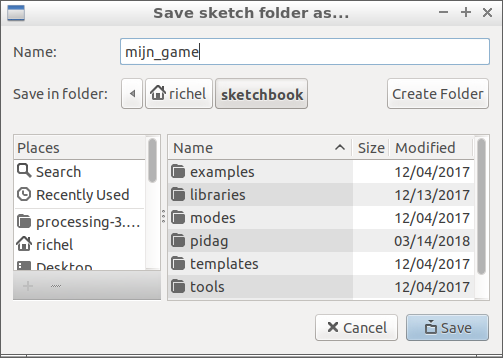 Save sketch folder as...
Name: mijn_game
Save in folder: richel sketchbook Create Folder
Places
Search
Recently Used
processing-3....
richel
Desktop
Name Size Modified
examples 12/04/2017
libraries 12/13/2017
modes 12/04/2017
pidag 03/14/2018
templates 12/04/2017
tools 12/04/2017
Cancel Save